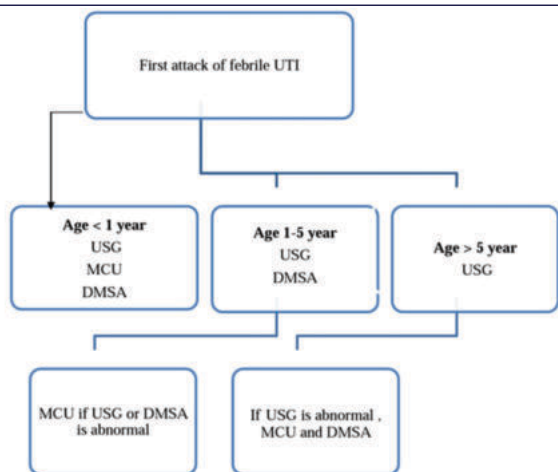 First attack of febrile UTI
Age < 1 year
USG
MCU
DMSA
Age 1-5 year
USG
DMSA
Age > 5 year
USG
MCU if USG or DMSA
is abnormal
If USG is abnormal ,
MCU and DMSA